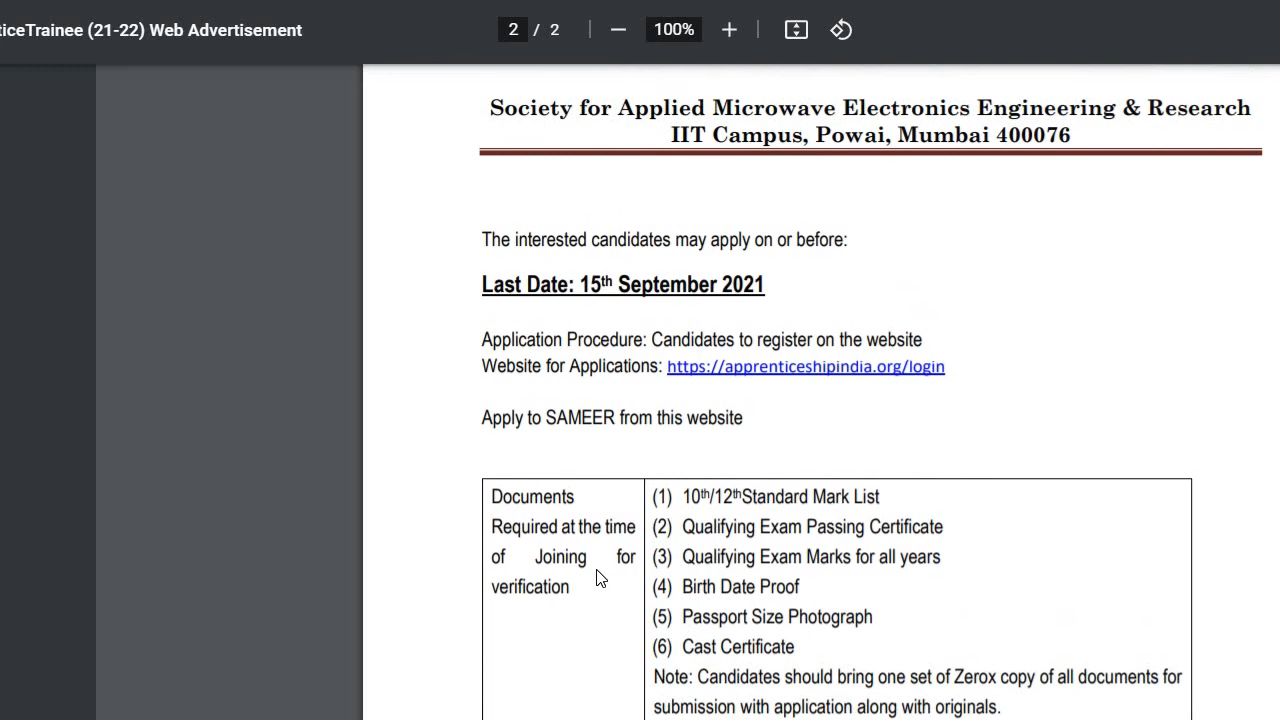 iceTrainee (21-22) Web Advertisement
2 / 2
100%
Society for Applied Microwave Electronics Engineering & Research
IIT Campus, Powai, Mumbai 400076
The interested candidates may apply on or before:
Last Date: 15th September 2021
Application Procedure: Candidates to register on the website
Website for Applications: https://apprenticeshipindia.org/login
Apply to SAMEER from this website
Documents
Required at the time
of Joining for
verification
(1) 10th/12thStandard Mark List
(2) Qualifying Exam Passing Certificate
(3) Qualifying Exam Marks for all years
(4) Birth Date Proof
(5) Passport Size Photograph
(6) Cast Certificate
Note: Candidates should bring one set of Zerox copy of all documents for
submission with application along with originals.